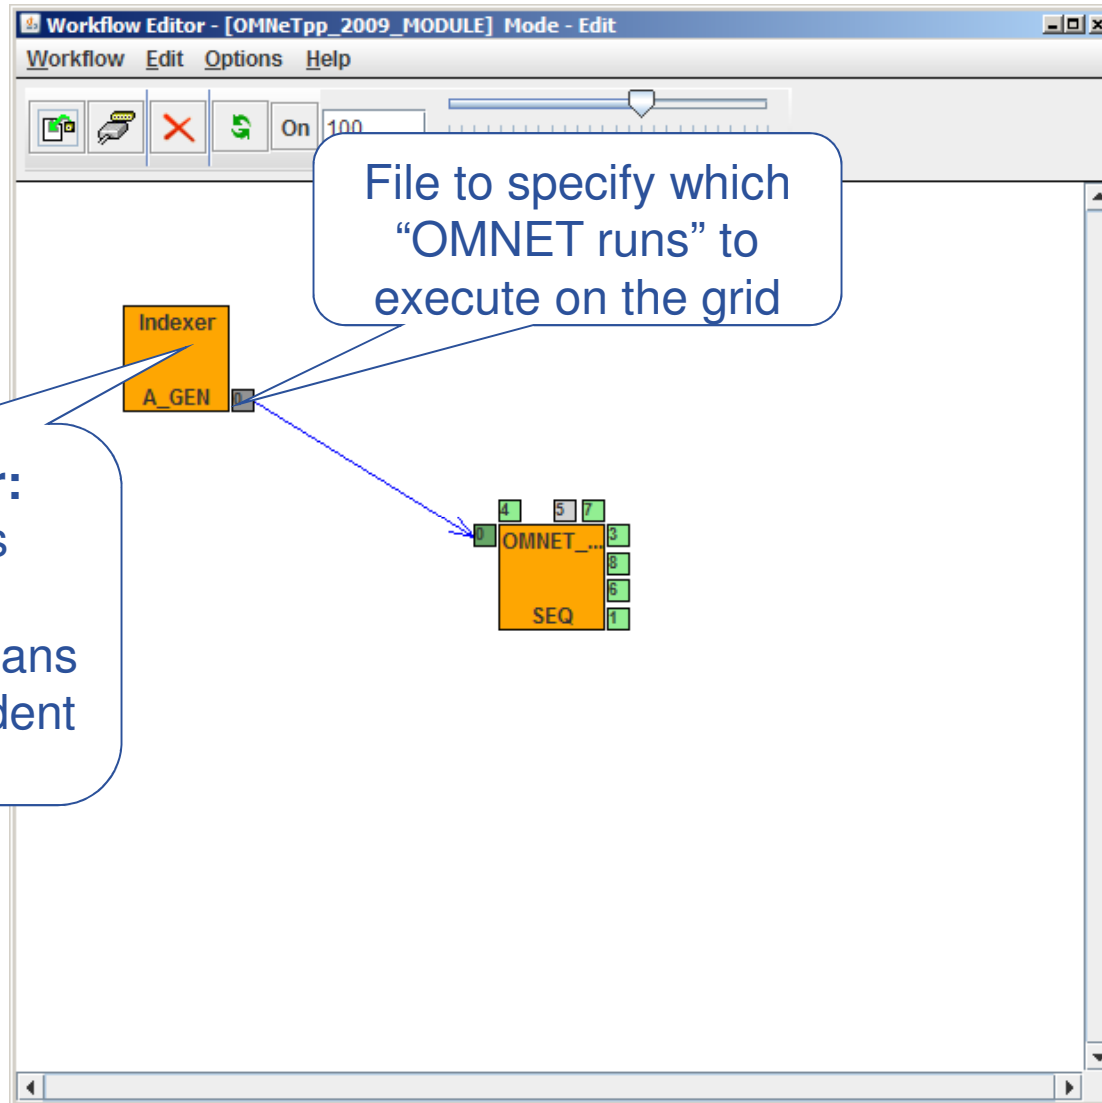 Workflow Editor - [OMNeTpp_2009_MODULE] Mode - Edit
Workflow Edit Options Help
On 100
File to specify which
“OMNET runs” to
execute on the grid
Indexer
A_GEN 0
r:
s
ans
dent
4 5 7
0 OMNET_... 3
8
6
SEQ 1